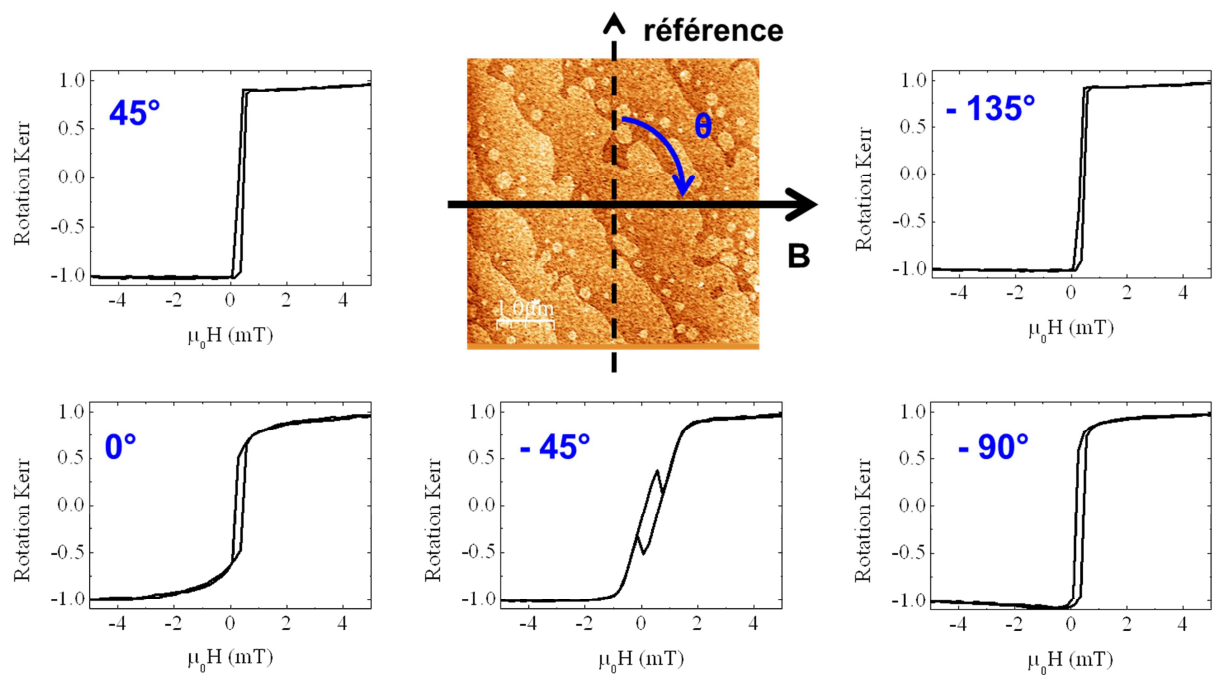 référence
θ
B
1.0μm
45°
Rotation Kerr
1.0
0.5
0.0
-0.5
-1.0
-4 -2 0 2 4
μ₀H (mT)
- 135°
Rotation Kerr
1.0
0.5
0.0
-0.5
-1.0
-4 -2 0 2 4
μ₀H (mT)
0°
Rotation Kerr
1.0
0.5
0.0
-0.5
-1.0
-4 -2 0 2 4
μ₀H (mT)
- 45°
Rotation Kerr
1.0
0.5
0.0
-0.5
-1.0
-4 -2 0 2 4
μ₀H (mT)
- 90°
Rotation Kerr
1.0
0.5
0.0
-0.5
-1.0
-4 -2 0 2 4
μ₀H (mT)